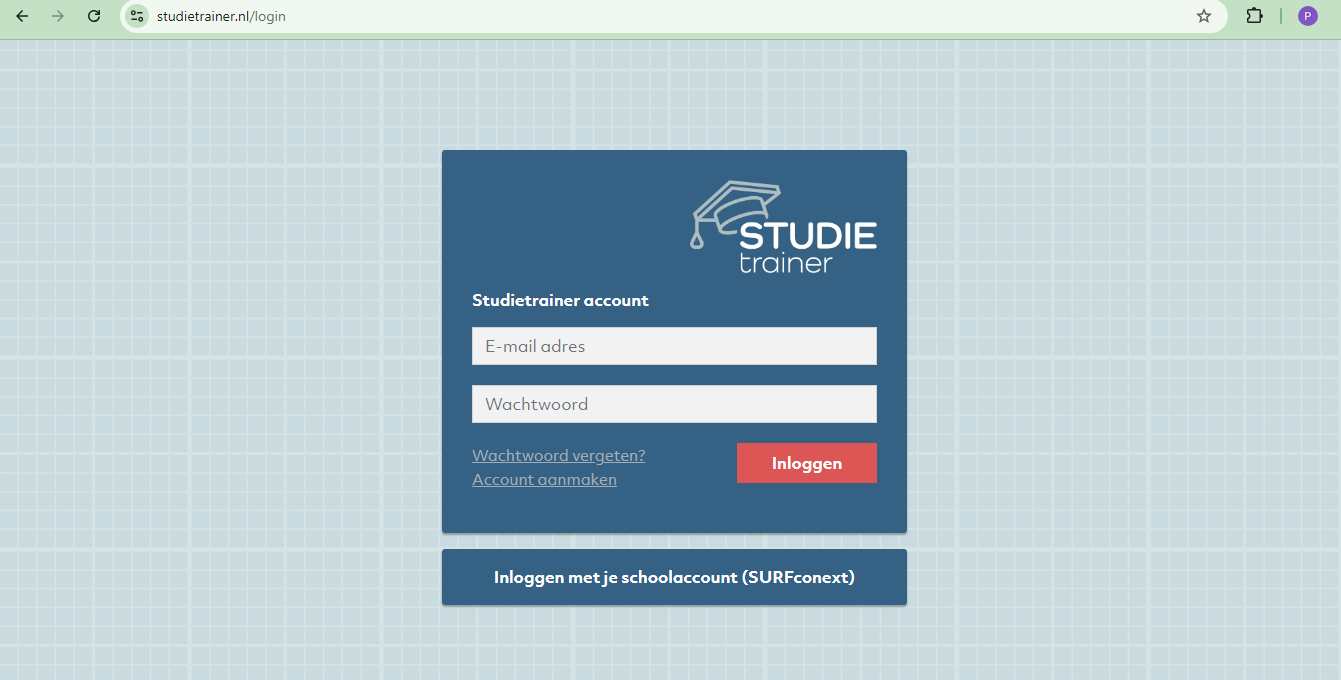 studietrainer.nl/login
P
STUDIE
trainer
Studietrainer account
E-mail adres
Wachtwoord
Wachtwoord vergeten?
Inloggen
Account aanmaken
Inloggen met je schoolaccount (SURFconext)